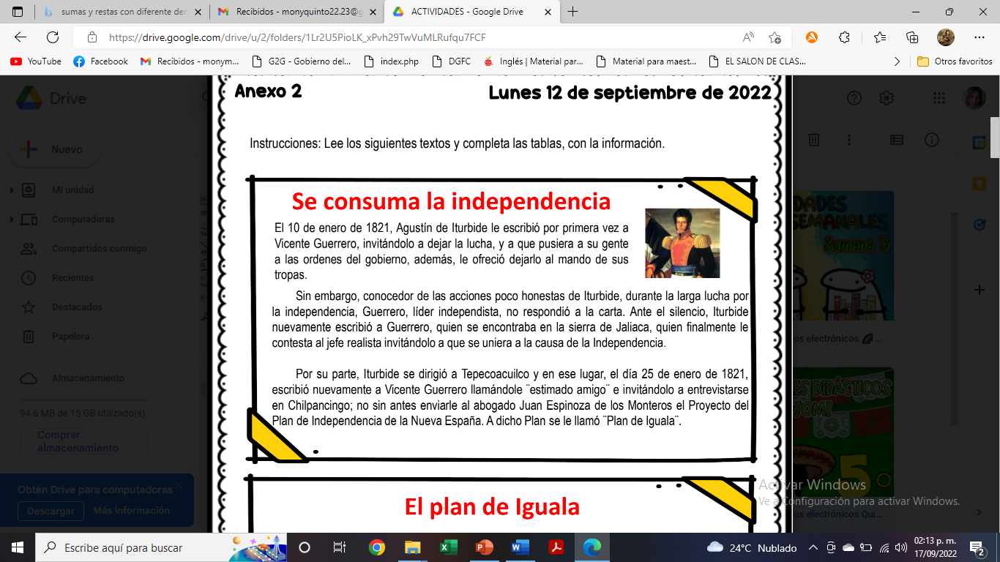 sumas y restas con diferente den
Recibidos - monyquinto22.23@g
ACTIVIDADES - Google Drive
https://drive.google.com/drive/u/2/folders/1Lr2U5PioLK_xPvh29TwVuMLRufqu7FCF
YouTube
Facebook
Recibidos - monym...
G2G - Gobierno del...
index.php
DGFC
Inglés | Material par...
Material para maest...
EL SALON DE CLAS...
Otros favoritos
Drive
Nuevo
Mi unidad
Computadoras
Compartidos conmigo
Recientes
Destacados
Papelera
Almacenamiento
94.6 MB de 15 GB utilizado(s)
Comprar
almacenamiento
Obtén Drive para computadoras
Descargar
Más información
Anexo 2
Lunes 12 de septiembre de 2022
Instrucciones: Lee los siguientes textos y completa las tablas, con la información.
Se consuma la independencia
El 10 de enero de 1821, Agustín de Iturbide le escribió por primera vez a
Vicente Guerrero, invitándolo a dejar la lucha, y a que pusiera a su gente
a las ordenes del gobierno, además, le ofreció dejarlo al mando de sus
tropas.
Sin embargo, conocedor de las acciones poco honestas de Iturbide, durante la larga lucha por
la independencia, Guerrero, líder independista, no respondió a la carta. Ante el silencio, Iturbide
nuevamente escribió a Guerrero, quien se encontraba en la sierra de Jaliaca, quien finalmente le
contesta al jefe realista invitándolo a que se uniera a la causa de la Independencia.
Por su parte, Iturbide se dirigió a Tepecoacuilco y en ese lugar, el día 25 de enero de 1821,
escribió nuevamente a Vicente Guerrero llamándole ¨estimado amigo¨ e invitándolo a entrevistarse
en Chilpancingo; no sin antes enviarle al abogado Juan Espinoza de los Monteros el Proyecto del
Plan de Independencia de la Nueva España. A dicho Plan se le llamó ¨Plan de Iguala¨.
El plan de Iguala
DADES
SEMANALES
Semana 3
os electrónicos
ES DIDÁCTICOS
YOMI
5°
os electrónicos Qui...
Activar Windows
Ve a Configuración para activar Windows.
Escribe aquí para buscar
24°C Nublado
02:13 p. m.
17/09/2022
2